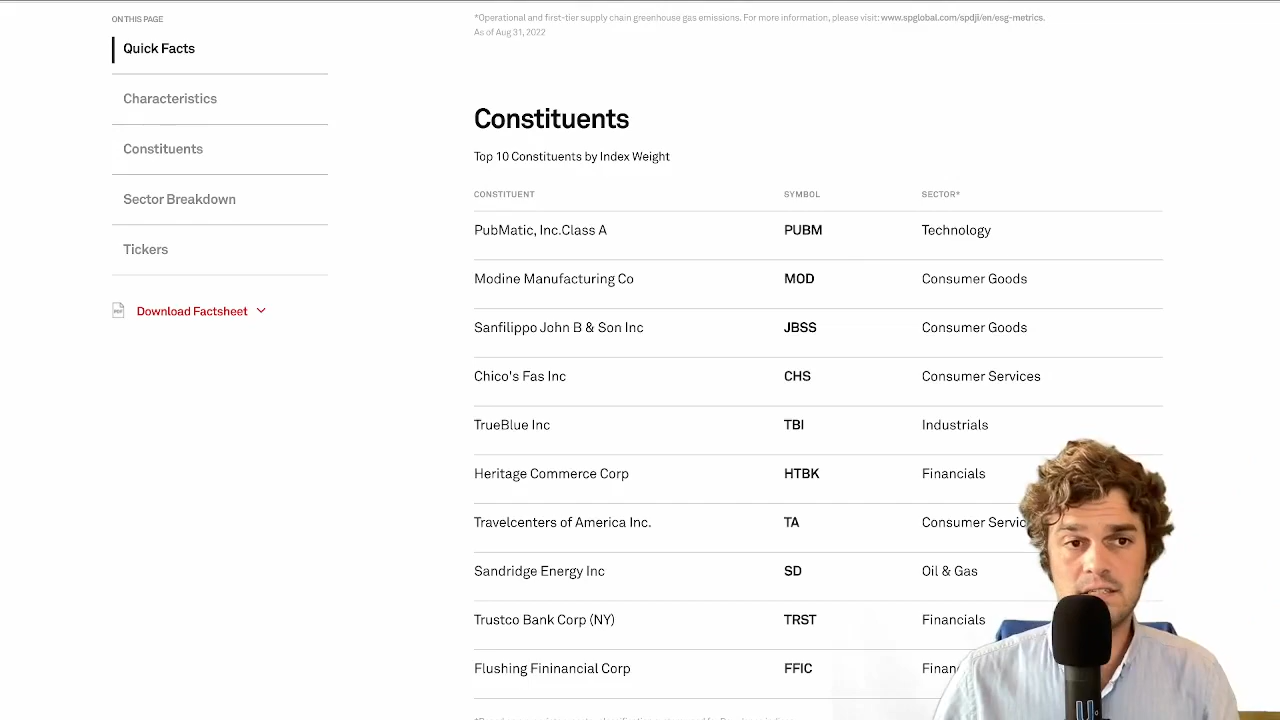 ON THIS PAGE
Quick Facts
Characteristics
Constituents
Sector Breakdown
Tickers
PDF
Download Factsheet
*Operational and first-tier supply chain greenhouse gas emissions. For more information, please visit: www.spglobal.com/spdji/en/esg-metrics.
As of Aug 31, 2022
Constituents
Top 10 Constituents by Index Weight
CONSTITUENT SYMBOL SECTOR*
PubMatic, Inc.Class A PUBM Technology
Modine Manufacturing Co MOD Consumer Goods
Sanfilippo John B & Son Inc JBSS Consumer Goods
Chico's Fas Inc CHS Consumer Services
TrueBlue Inc TBI Industrials
Heritage Commerce Corp HTBK Financials
Travelcenters of America Inc. TA Consumer Servic
Sandridge Energy Inc SD Oil & Gas
Trustco Bank Corp (NY) TRST Financials
Flushing Fininancial Corp FFIC Finan